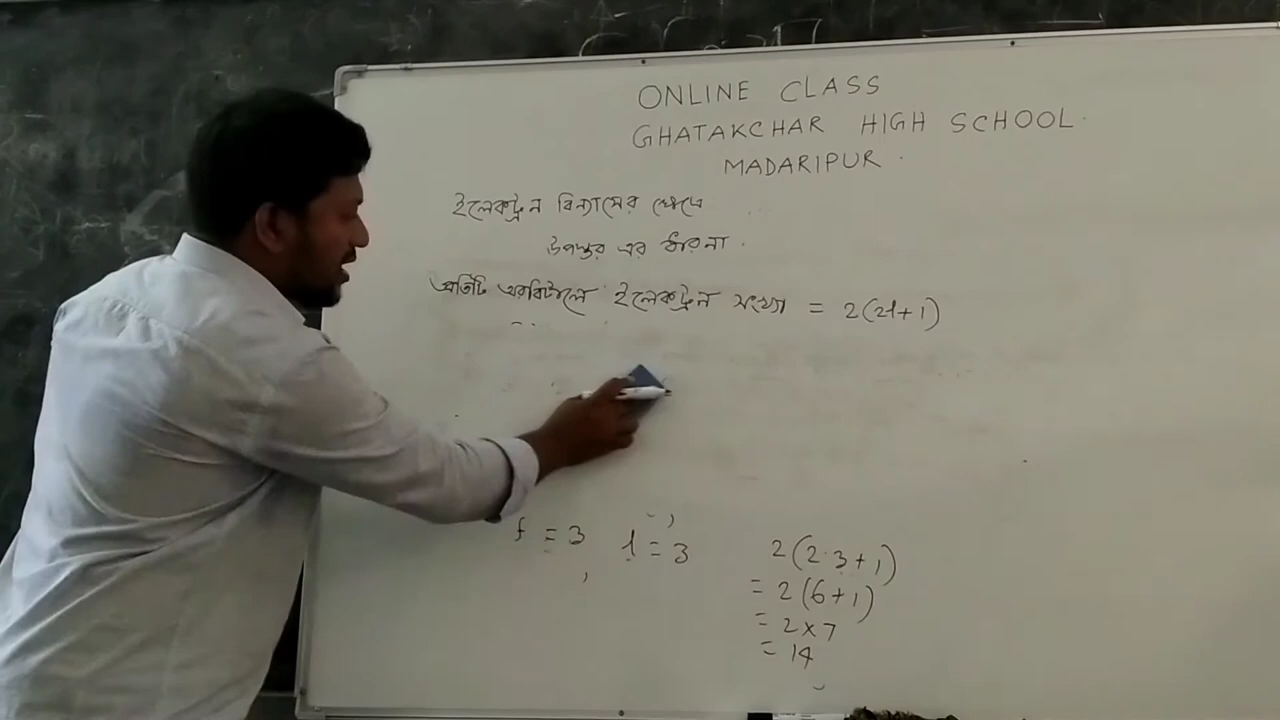 ONLINE CLASS
GHATAKCHAR HIGH SCHOOL.
MADARIPUR.
ইলেকট্রন বিন্যাসের ক্ষেত্রে
উপস্তর এর ধারনা.
প্রতিটি অরবিটালে ইলেকট্রন সংখ্যা = 2(2l+1)
f = 3, l = 3
2(2·3+1)
= 2(6+1)
= 2×7
= 14